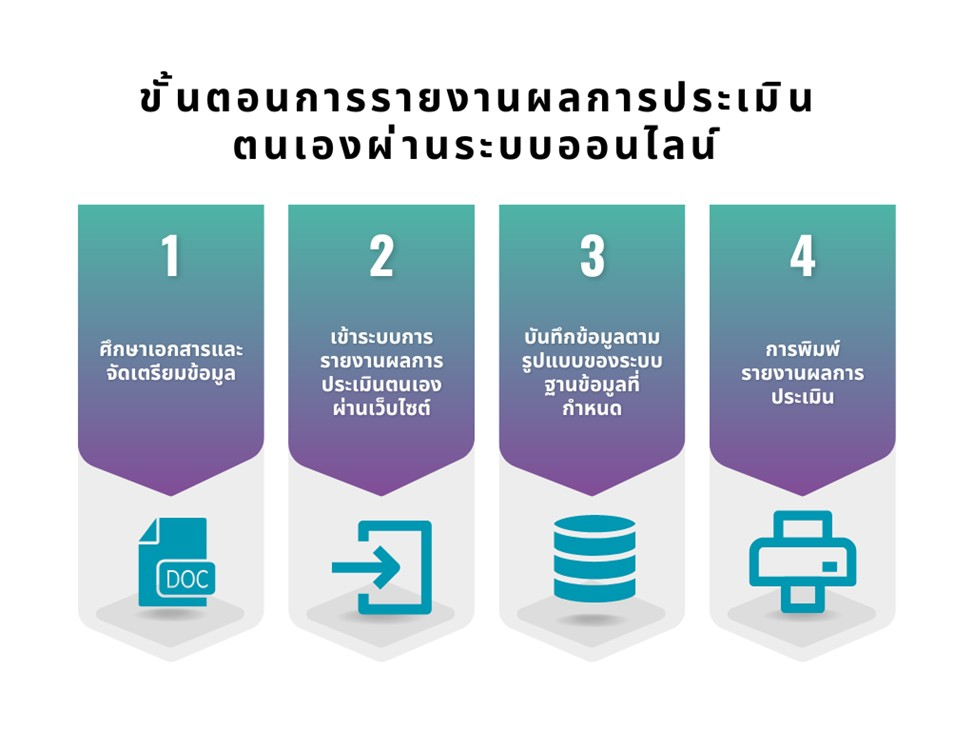 ขั้นตอนการรายงานผลการประเมิน
ตนเองผ่านระบบออนไลน์
1
ศึกษาเอกสารและ
จัดเตรียมข้อมูล
DOC
2
เข้าระบบการ
รายงานผลการ
ประเมินตนเอง
ผ่านเว็บไซต์
3
บันทึกข้อมูลตาม
รูปแบบของระบบ
ฐานข้อมูลที่
กำหนด
4
การพิมพ์
รายงานผลการ
ประเมิน